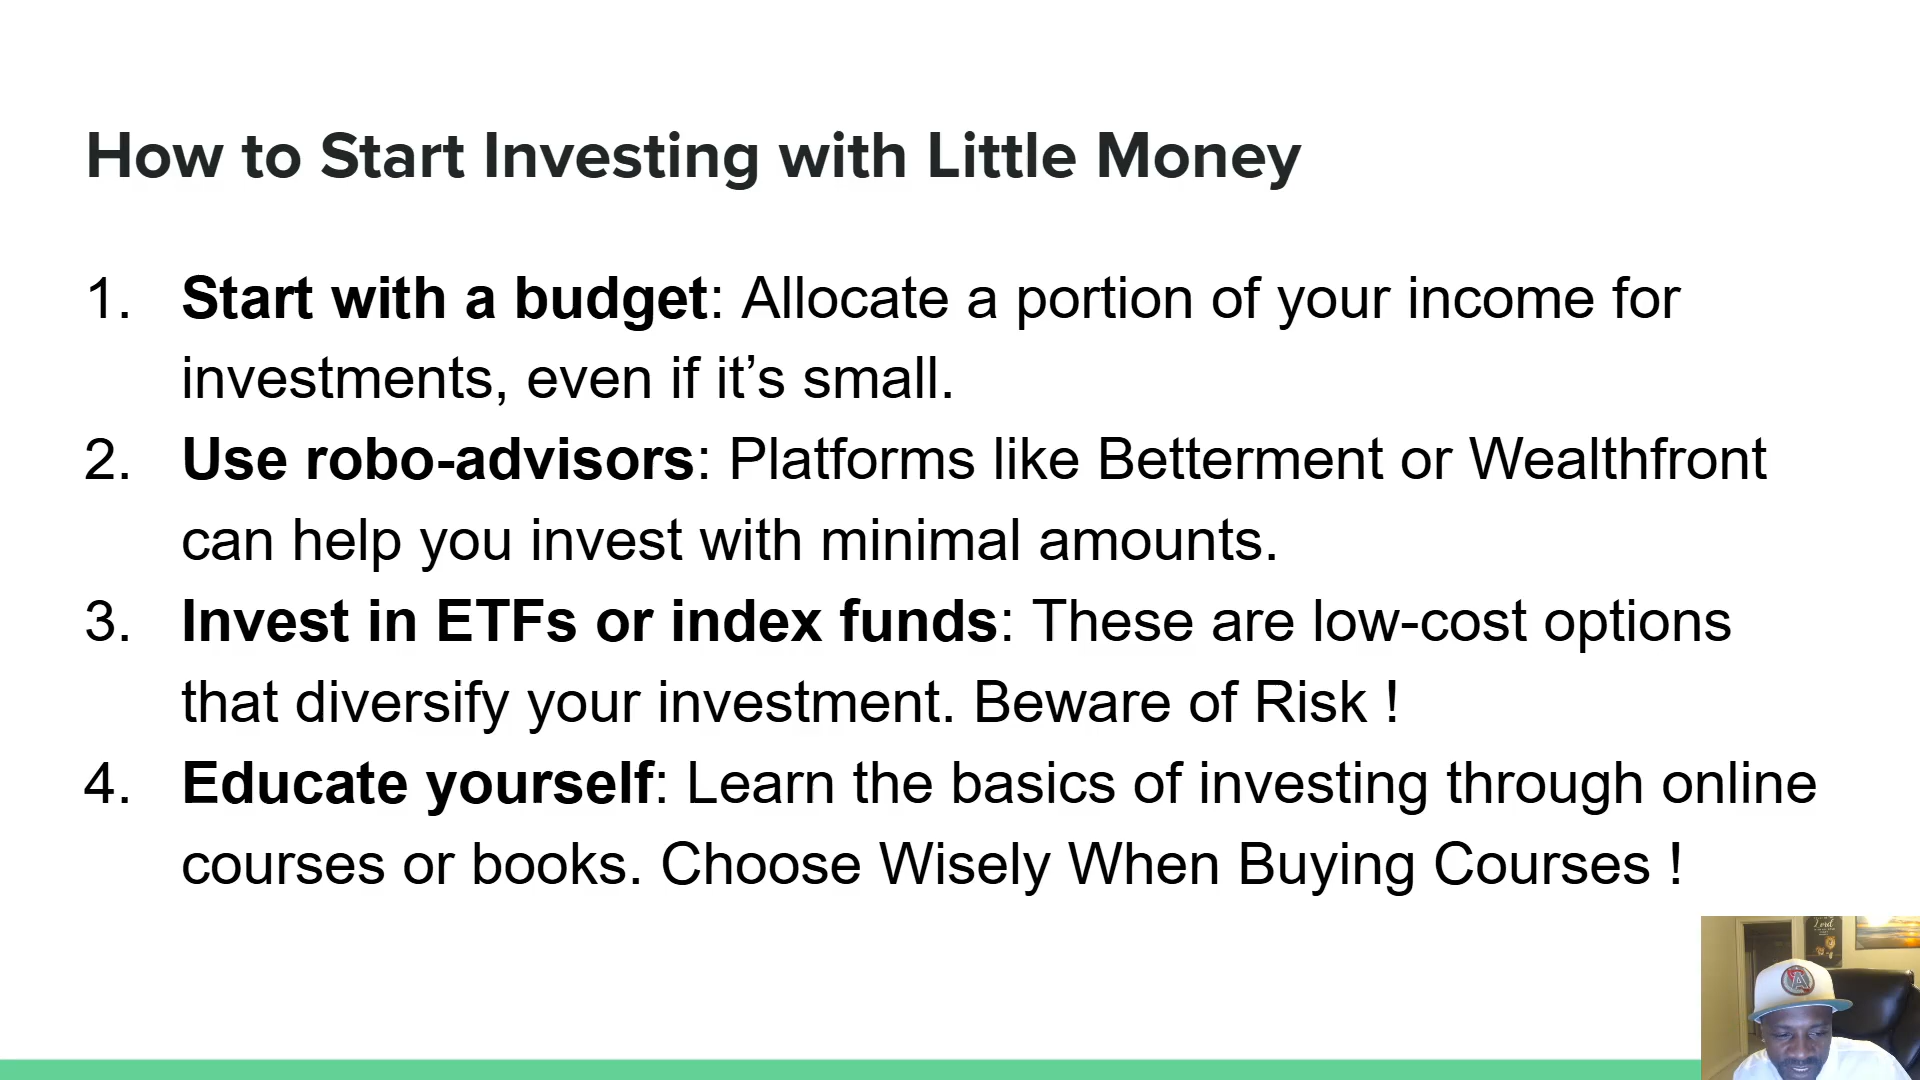 How to Start Investing with Little Money
1. Start with a budget: Allocate a portion of your income for
investments, even if it’s small.
2. Use robo-advisors: Platforms like Betterment or Wealthfront
can help you invest with minimal amounts.
3. Invest in ETFs or index funds: These are low-cost options
that diversify your investment. Beware of Risk !
4. Educate yourself: Learn the basics of investing through online
courses or books. Choose Wisely When Buying Courses !
Lord
A